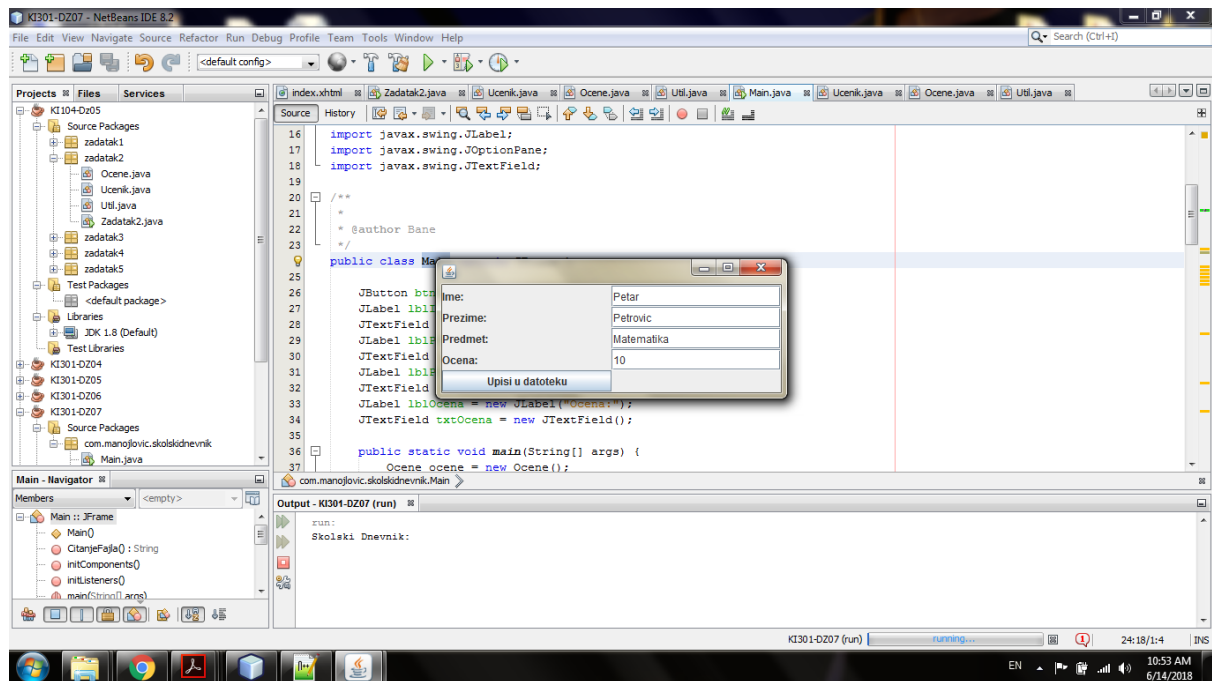 KI301-DZ07 - NetBeans IDE 8.2
File Edit View Navigate Source Refactor Run Debug Profile Team Tools Window Help
Search (Ctrl+I)
<default config>
Projects Files Services
KI104-Dz05
Source Packages
zadatak1
zadatak2
Ocene.java
Ucenik.java
Util.java
Zadatak2.java
zadatak3
zadatak4
zadatak5
Test Packages
<default package>
Libraries
JDK 1.8 (Default)
Test Libraries
KI301-DZ04
KI301-DZ05
KI301-DZ06
KI301-DZ07
Source Packages
com.manojlovic.skolskidnevnik
Main.java
index.xhtml Zadatak2.java Ucenik.java Ocene.java Util.java Main.java Ucenik.java Ocene.java Util.java
Source History
16 import javax.swing.JLabel;
17 import javax.swing.JOptionPane;
18 import javax.swing.JTextField;
19
20 /**
21 *
22 * @author Bane
23 */
public class Ma
25
26 JButton btn
27 JLabel lblI
28 JTextField
29 JLabel lblP
30 JTextField
31 JLabel lblP
32 JTextField
33 JLabel lblOcena = new JLabel("Ocena:");
34 JTextField txtOcena = new JTextField();
35
36 public static void main(String[] args) {
37 Ocene ocene = new Ocene();
Ime: Petar
Prezime: Petrovic
Predmet: Matematika
Ocena: 10
Upisi u datoteku
com.manojlovic.skolskidnevnik.Main
Main - Navigator
Members <empty>
Main :: JFrame
Main()
CitanjeFajla() : String
initComponents()
initListeners()
main(String[] args)
Output - KI301-DZ07 (run)
run:
Skolski Dnevnik:
KI301-DZ07 (run) running... 1 24:18/1:4 INS
EN 10:53 AM
6/14/2018